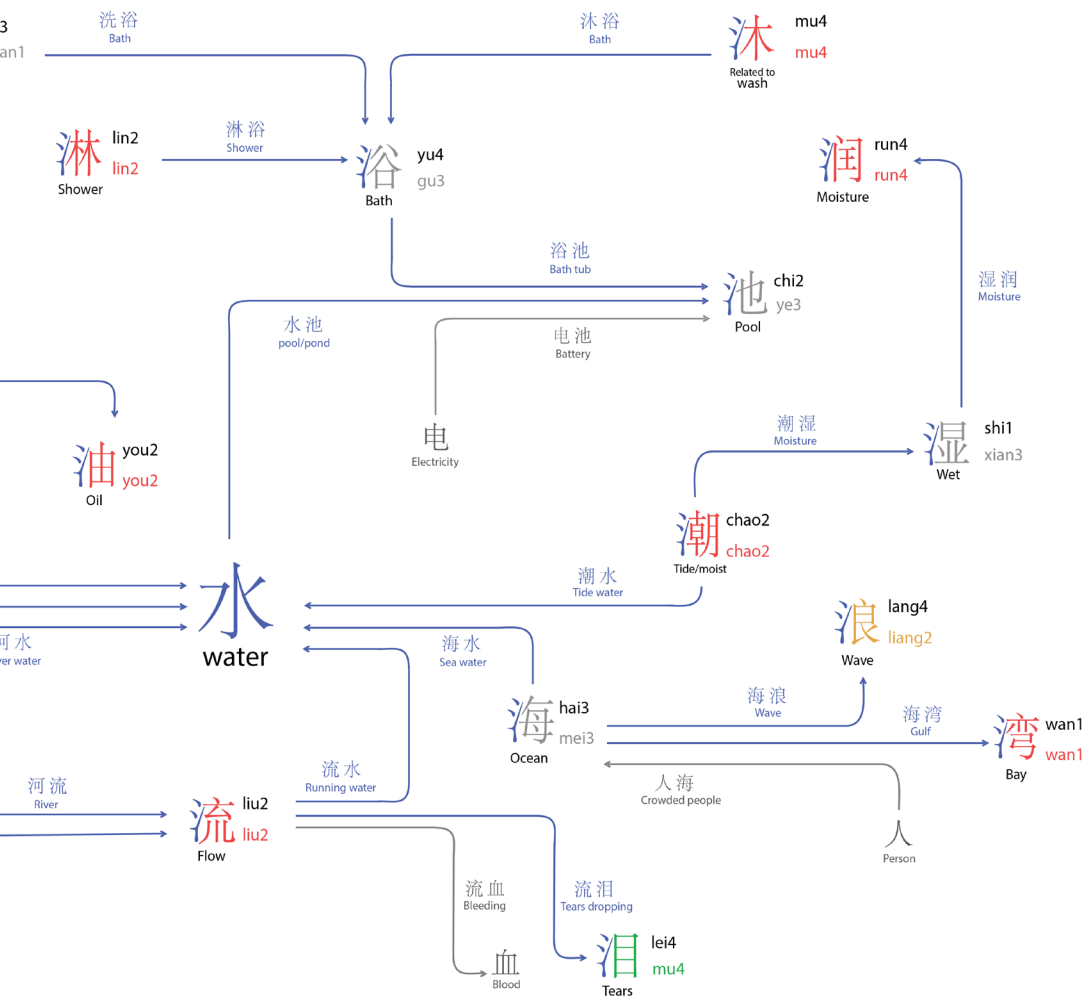 3
an1
洗浴
Bath
沐浴
Bath
沐
mu4
mu4
Related to
wash
淋
lin2
lin2
Shower
淋浴
Shower
浴
yu4
gu3
Bath
润
run4
run4
Moisture
浴池
Bath tub
池
chi2
ye3
Pool
湿润
Moisture
水池
pool/pond
电池
Battery
电
Electricity
油
you2
you2
Oil
潮湿
Moisture
湿
shi1
xian3
Wet
潮
chao2
chao2
Tide/moist
水
water
潮水
Tide water
河水
ver water
海水
Sea water
浪
lang4
liang2
Wave
海
hai3
mei3
Ocean
海浪
Wave
海湾
Gulf
湾
wan1
wan1
Bay
河流
River
流水
Running water
人海
Crowded people
流
liu2
liu2
Flow
人
Person
流血
Bleeding
流泪
Tears dropping
血
Blood
泪
lei4
mu4
Tears